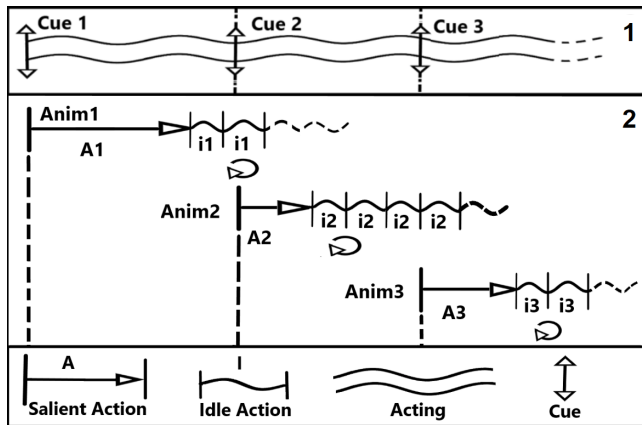 Cue 1 Cue 2 Cue 3 1
Anim1 2
A1 i1 i1
Anim2 A2 i2 i2 i2 i2
Anim3 A3 i3 i3
A
Salient Action Idle Action Acting Cue